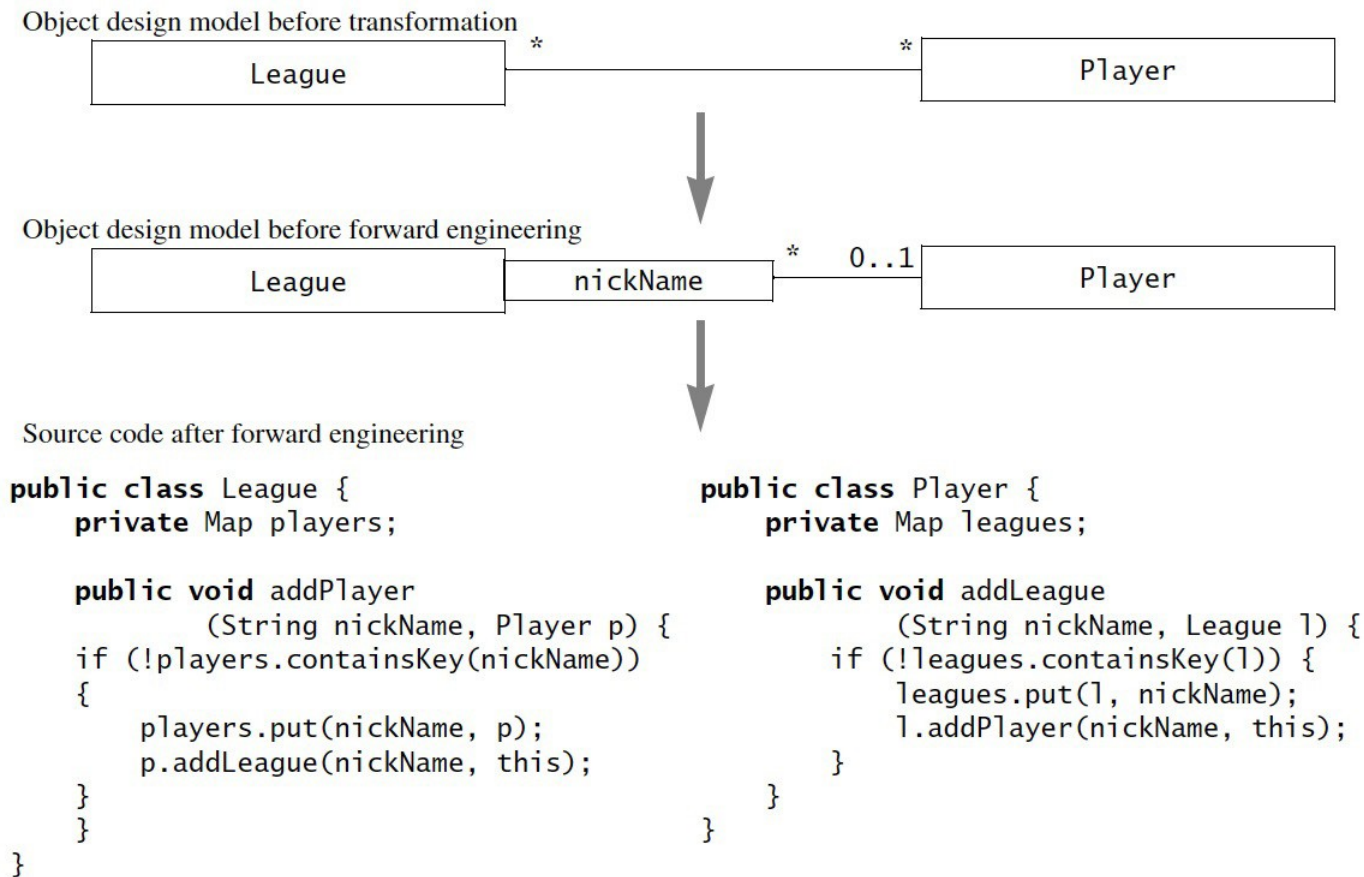 Object design model before transformation
League * * Player
Object design model before forward engineering
League nickName * 0..1 Player
Source code after forward engineering
public class League {
    private Map players;
    public void addPlayer
            (String nickName, Player p) {
    if (!players.containsKey(nickName))
    {
        players.put(nickName, p);
        p.addLeague(nickName, this);
    }
    }
}
public class Player {
    private Map leagues;
    public void addLeague
            (String nickName, League l) {
        if (!leagues.containsKey(l)) {
            leagues.put(l, nickName);
            l.addPlayer(nickName, this);
        }
    }
}